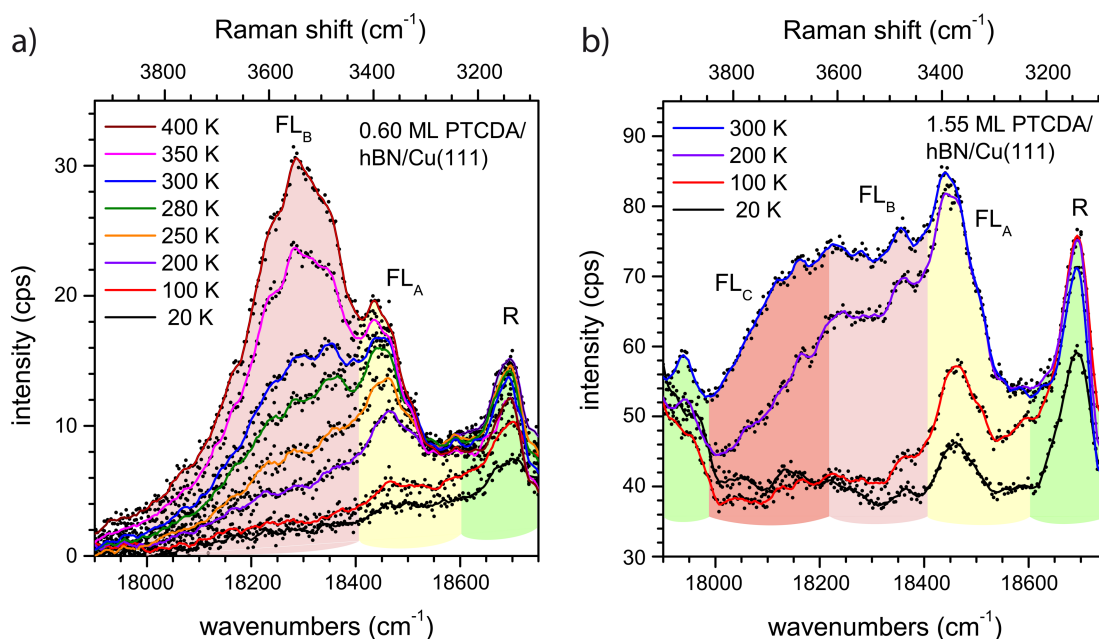 a)
Raman shift (cm⁻¹)
3800 3600 3400 3200
400 K
350 K
300 K
280 K
250 K
200 K
100 K
20 K
FL_B
0.60 ML PTCDA/
hBN/Cu(111)
FL_A
R
30
20
10
0
intensity (cps)
18000 18200 18400 18600
wavenumbers (cm⁻¹)
b)
Raman shift (cm⁻¹)
3800 3600 3400 3200
300 K
200 K
100 K
20 K
1.55 ML PTCDA/
hBN/Cu(111)
FL_B
FL_A
R
FL_C
90
80
70
60
50
40
30
intensity (cps)
18000 18200 18400 18600
wavenumbers (cm⁻¹)